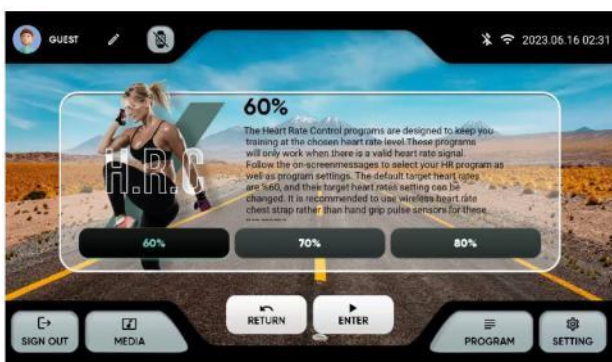 GUEST
2023.06.16 02:31
60%
The Heart Rate Control programs are designed to keep you
training at the chosen heart rate level.These programs
will only work when there is a valid heart rate signal.
Follow the on-screenmessages to select your HR program as
well as program settings. The default target heart rates
are %60, and their target heart rates setting can be
changed. It is recommended to use wireless heart rate
chest strap rather than hand grip pulse sensors for these
H.R.C
60%
70%
80%
RETURN
ENTER
SIGN OUT
MEDIA
PROGRAM
SETTING